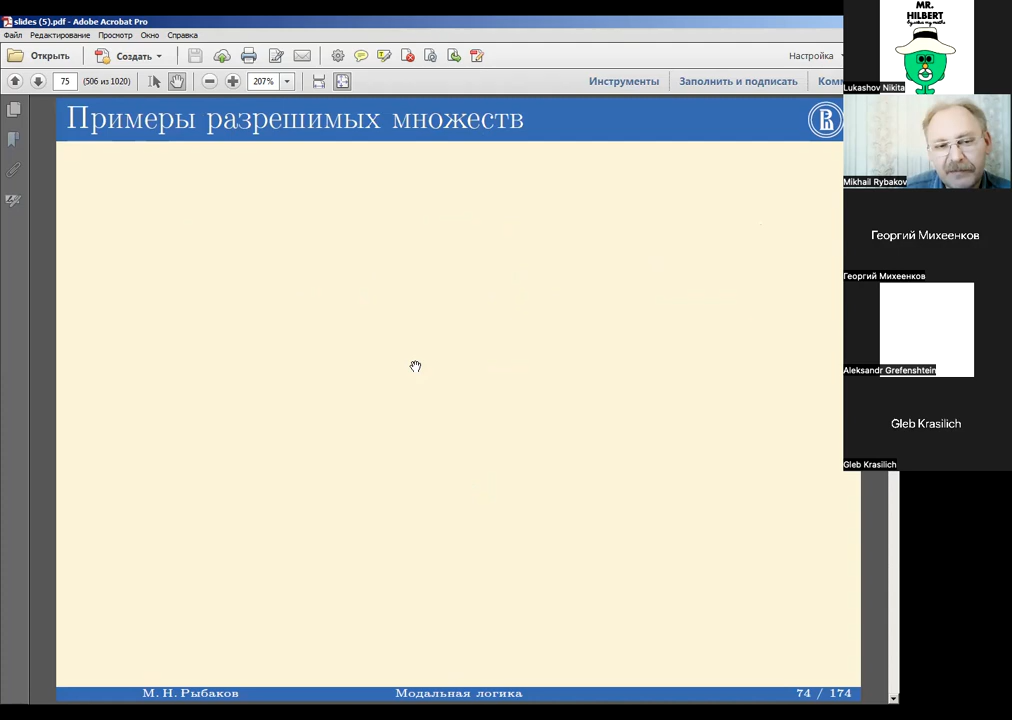 slides (5).pdf - Adobe Acrobat Pro
Файл Редактирование Просмотр Окно Справка
Открыть Создать Настройка
75 (506 из 1020) 207% Инструменты Заполнить и подписать Комм
Примеры разрешимых множеств
М. Н. Рыбаков Модальная логика 74 / 174
MR.
HILBERT
Lukashov Nikita
Mikhail Rybakov
Георгий Михеенков
Георгий Михеенков
Aleksandr Grefenshtein
Gleb Krasilich
Gleb Krasilich